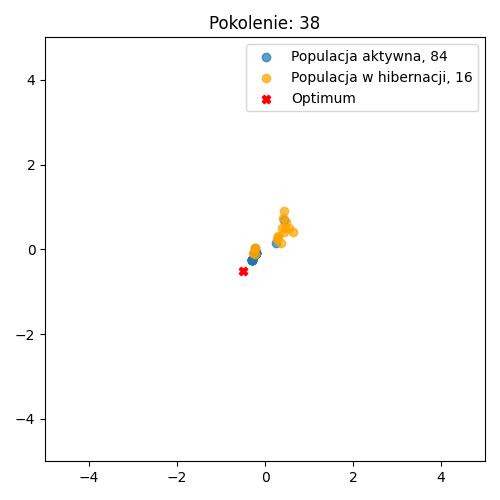 Pokolenie: 38
Populacja aktywna, 84
Populacja w hibernacji, 16
Optimum
4
2
0
−2
−4
−4
−2
0
2
4